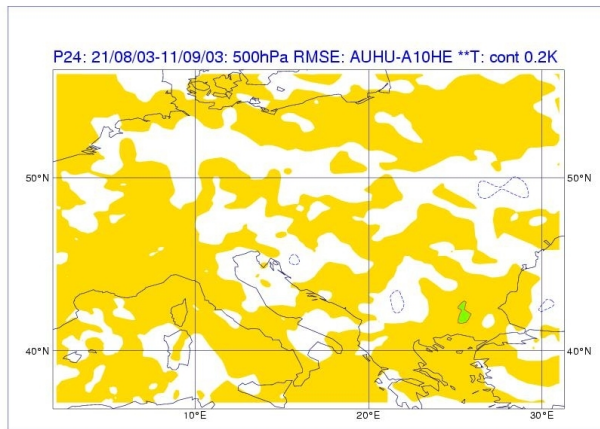 P24: 21/08/03-11/09/03: 500hPa RMSE: AUHU-A10HE **T: cont 0.2K
50°N 50°N
40°N 40°N
10°E 20°E 30°E